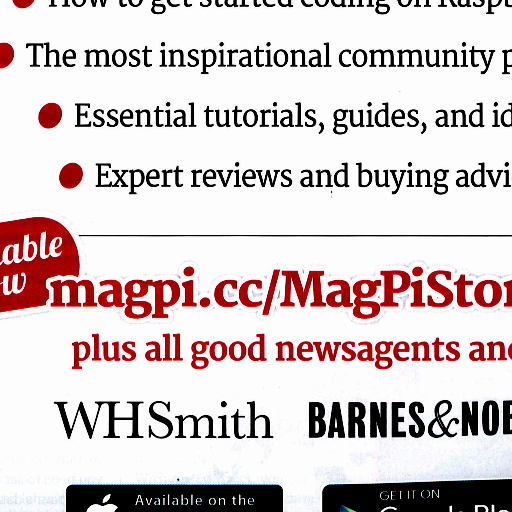 How to get started coding on Rasp
The most inspirational community p
Essential tutorials, guides, and id
Expert reviews and buying advi
able
w
magpi.cc/MagPiStor
plus all good newsagents and
WHSmith
BARNES&NOB
Available on the
GET IT ON